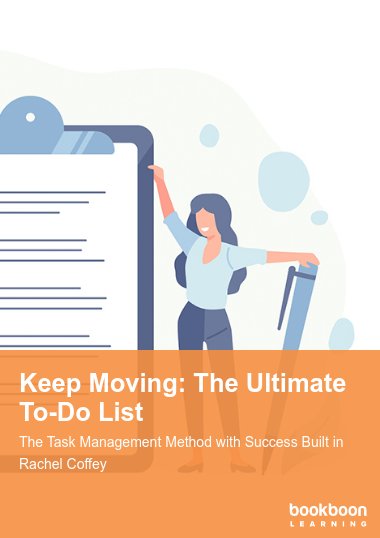 Keep Moving: The Ultimate
To-Do List
The Task Management Method with Success Built in
Rachel Coffey
bookboon
LEARNING